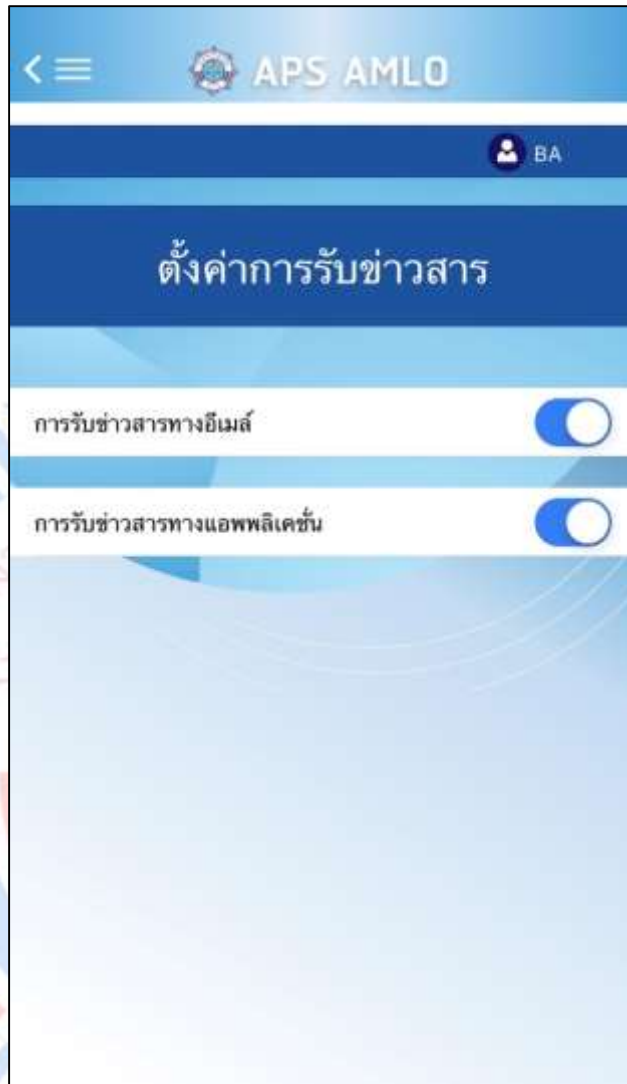 APS AMLO
BA
ตั้งค่าการรับข่าวสาร
การรับข่าวสารทางอีเมล์
การรับข่าวสารทางแอพพลิเคชั่น